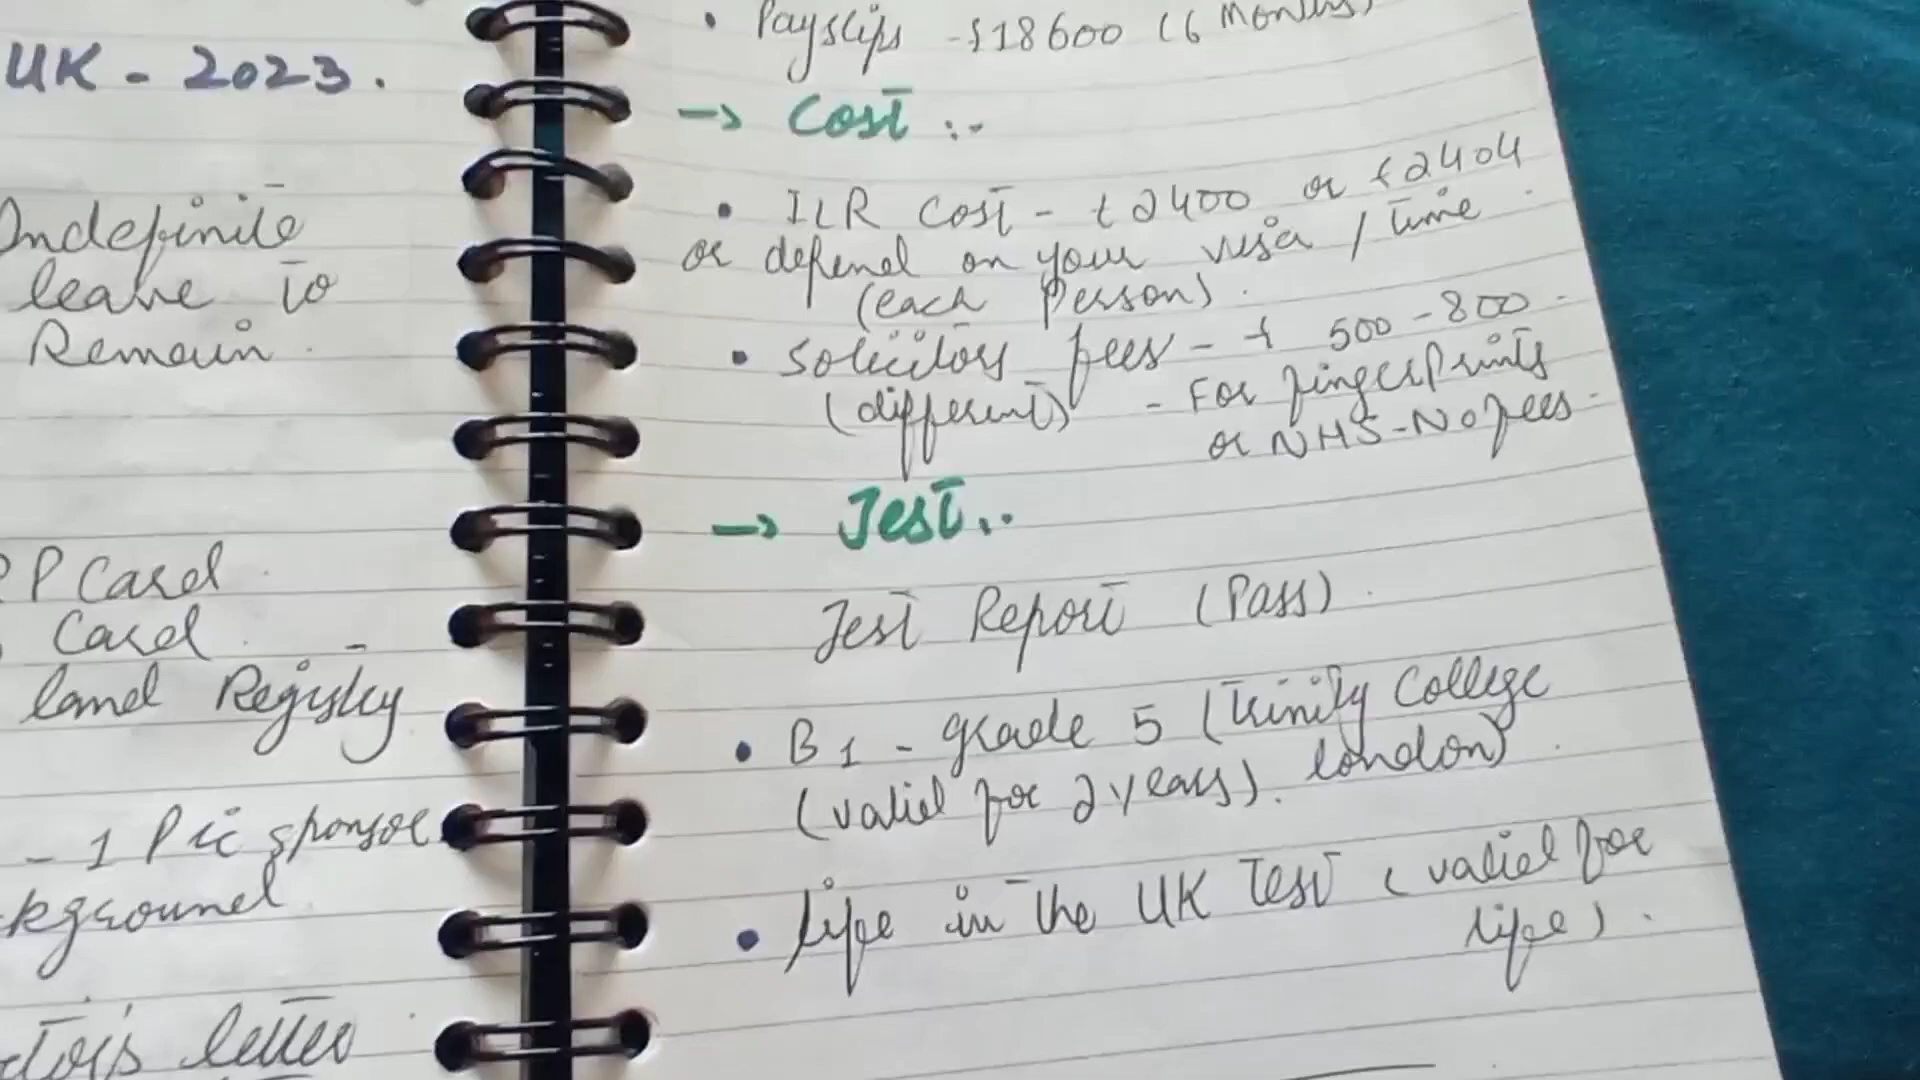 UK - 2023.
Indefinite
leave to
Remain.
P Card
Card
land Registry
- 1 Pic sponsor
kground
letter
• Payslips - £18600 (6 Months)
→ Cost :-
• ILR Cost - £2400 or £2404
or depend on your visa / Time
(each Person).
• Solicitors fees - £ 500 - 800
(different) - For fingerprints
or NHS - No fees
→ Test :-
Test Report (Pass)
• B1 - grade 5 (Trinity College
(valid for 2 years). London)
• life in the UK Test (valid for
life).